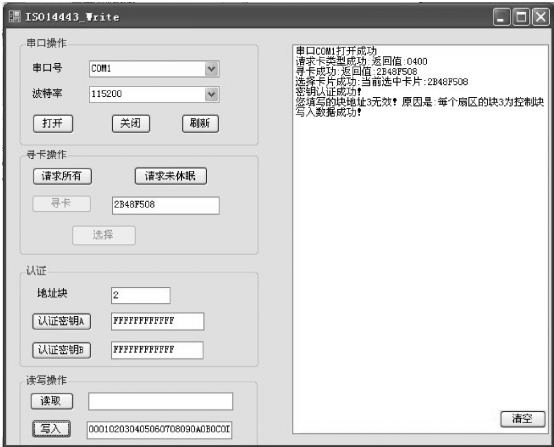 ISO14443_Write
串口操作
串口号 COM1
波特率 115200
打开 关闭 刷新
寻卡操作
请求所有 请求未休眠
寻卡 2B48F508
选择
认证
地址块 2
认证密钥A FFFFFFFFFFFF
认证密钥B FFFFFFFFFFFF
读写操作
读取
写入 000102030405060708090A0B0C0D
串口COM1打开成功
请求卡类型成功 返回值:0400
寻卡成功:返回值:2B48F508
选择卡片成功:当前选中卡片:2B48F508
密钥认证成功!
您填写的块地址3无效! 原因是:每个扇区的块3为控制块
写入数据成功!
清空